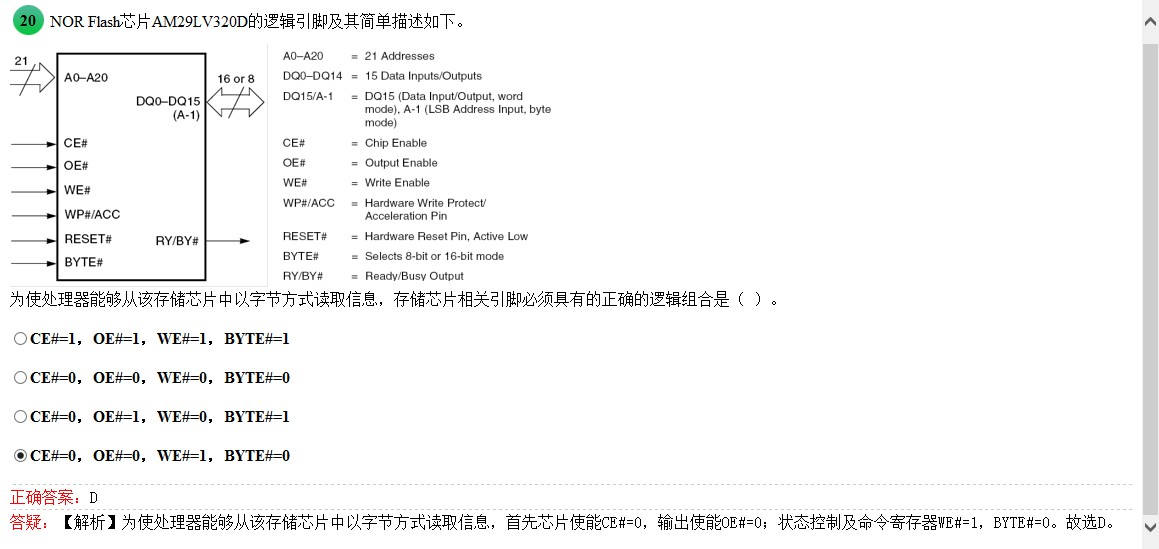 20 NOR Flash芯片AM29LV320D的逻辑引脚及其简单描述如下。
21
A0–A20
16 or 8
DQ0–DQ15
(A-1)
CE#
OE#
WE#
WP#/ACC
RESET#
RY/BY#
BYTE#
A0–A20 = 21 Addresses
DQ0–DQ14 = 15 Data Inputs/Outputs
DQ15/A-1 = DQ15 (Data Input/Output, word
mode), A-1 (LSB Address Input, byte
mode)
CE# = Chip Enable
OE# = Output Enable
WE# = Write Enable
WP#/ACC = Hardware Write Protect/
Acceleration Pin
RESET# = Hardware Reset Pin, Active Low
BYTE# = Selects 8-bit or 16-bit mode
RY/BY# = Ready/Busy Output
为使处理器能够从该存储芯片中以字节方式读取信息，存储芯片相关引脚必须具有的正确的逻辑组合是（ ）。
CE#=1，OE#=1，WE#=1，BYTE#=1
CE#=0，OE#=0，WE#=0，BYTE#=0
CE#=0，OE#=1，WE#=0，BYTE#=1
CE#=0，OE#=0，WE#=1，BYTE#=0
正确答案：D
答疑：【解析】为使处理器能够从该存储芯片中以字节方式读取信息，首先芯片使能CE#=0，输出使能OE#=0；状态控制及命令寄存器WE#=1，BYTE#=0。故选D。